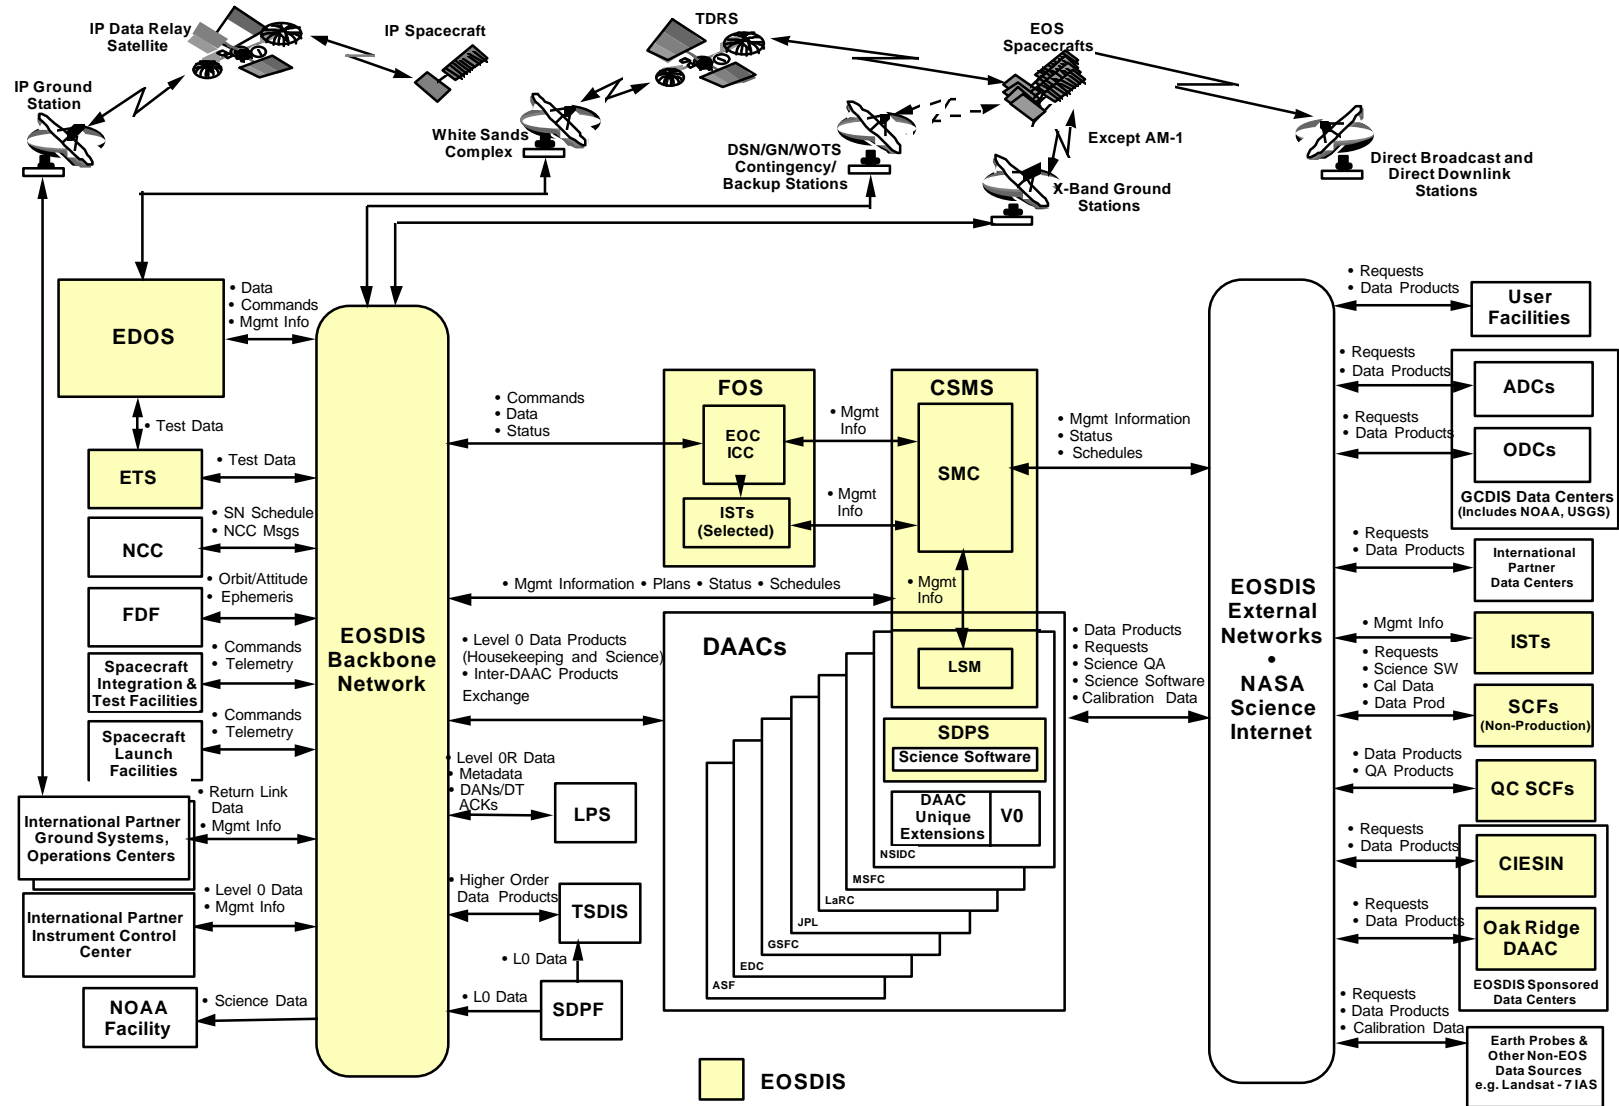 IP Data Relay
Satellite
IP Spacecraft
TDRS
EOS
Spacecrafts
IP Ground
Station
White Sands
Complex
DSN/GN/WOTS
Contingency/
Backup Stations
Except AM-1
X-Band Ground
Stations
Direct Broadcast and
Direct Downlink
Stations
EDOS
• Data
• Commands
• Mgmt Info
• Test Data
ETS
• Test Data
NCC
• SN Schedule
• NCC Msgs
FDF
• Orbit/Attitude
• Ephemeris
Spacecraft
Integration &
Test Facilities
• Commands
• Telemetry
Spacecraft
Launch
Facilities
• Commands
• Telemetry
International Partner
Ground Systems,
Operations Centers
• Return Link
Data
• Mgmt Info
International Partner
Instrument Control
Center
• Level 0 Data
• Mgmt Info
NOAA
Facility
• Science Data
EOSDIS
Backbone
Network
• Commands
• Data
• Status
FOS
EOC
ICC
ISTs
(Selected)
• Mgmt
Info
• Mgmt
Info
CSMS
SMC
• Mgmt
Info
LSM
• Mgmt Information • Plans • Status • Schedules
• Level 0 Data Products
(Housekeeping and Science)
• Inter-DAAC Products
Exchange
• Level 0R Data
• Metadata
• DANs/DT
ACKs
LPS
• Higher Order
Data Products
TSDIS
• L0 Data
• L0 Data
SDPF
DAACs
SDPS
Science Software
DAAC
Unique
Extensions
V0
NSIDC
MSFC
LaRC
JPL
GSFC
EDC
ASF
EOSDIS
• Mgmt Information
• Status
• Schedules
• Data Products
• Requests
• Science QA
• Science Software
• Calibration Data
EOSDIS
External
Networks
•
NASA
Science
Internet
• Requests
• Data Products
User
Facilities
• Requests
• Data Products
ADCs
• Requests
• Data Products
ODCs
GCDIS Data Centers
(Includes NOAA, USGS)
• Requests
• Data Products
International
Partner
Data Centers
• Mgmt Info
ISTs
• Requests
• Science SW
• Cal Data
• Data Prod
SCFs
(Non-Production)
• Data Products
• QA Products
QC SCFs
• Requests
• Data Products
CIESIN
• Requests
• Data Products
Oak Ridge
DAAC
EOSDIS Sponsored
Data Centers
• Requests
• Data Products
• Calibration Data
Earth Probes &
Other Non-EOS
Data Sources
e.g. Landsat - 7 IAS